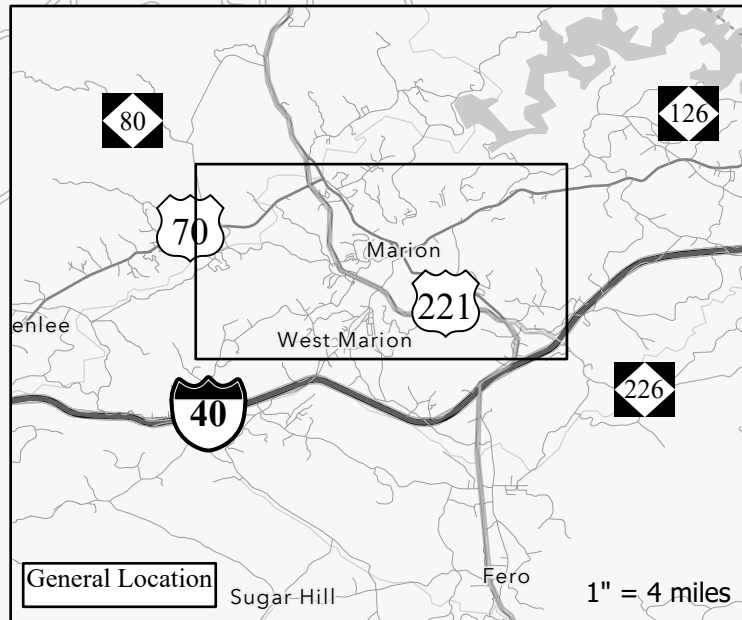 80
126
70
Marion
221
enlee
West Marion
226
40
General Location
Fero
Sugar Hill
1" = 4 miles